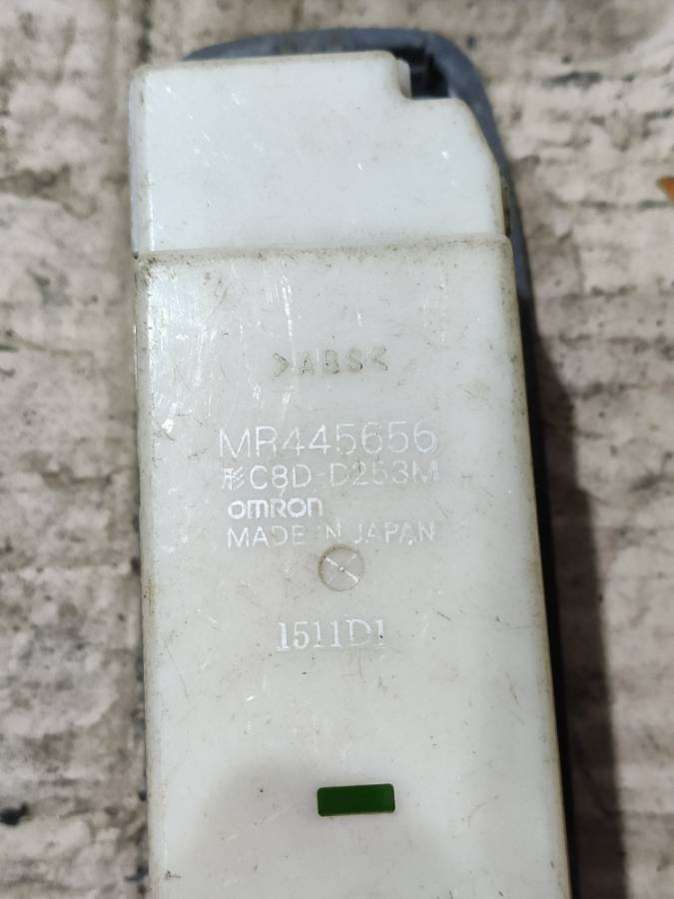 >ABS<
MR445656
形C8D-D253M
omron
MADE IN JAPAN
1511D1